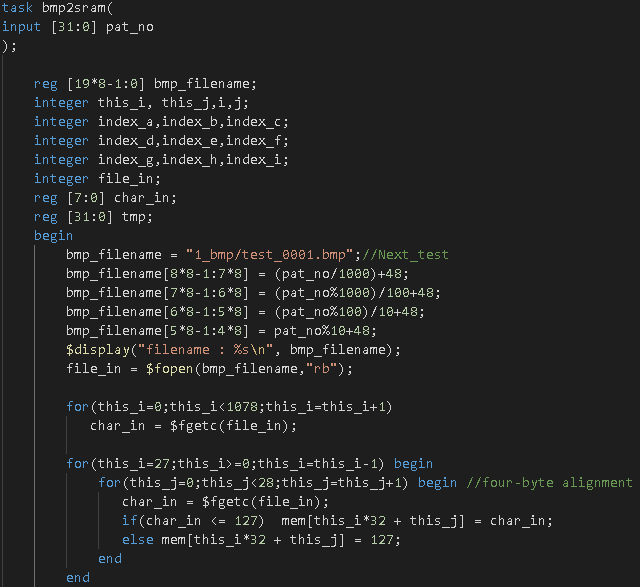 task bmp2sram(
input [31:0] pat_no
);
reg [19*8-1:0] bmp_filename;
integer this_i, this_j,i,j;
integer index_a,index_b,index_c;
integer index_d,index_e,index_f;
integer index_g,index_h,index_i;
integer file_in;
reg [7:0] char_in;
reg [31:0] tmp;
begin
bmp_filename = "1_bmp/test_0001.bmp";//Next_test
bmp_filename[8*8-1:7*8] = (pat_no/1000)+48;
bmp_filename[7*8-1:6*8] = (pat_no%1000)/100+48;
bmp_filename[6*8-1:5*8] = (pat_no%100)/10+48;
bmp_filename[5*8-1:4*8] = pat_no%10+48;
$display("filename : %s\n", bmp_filename);
file_in = $fopen(bmp_filename,"rb");
for(this_i=0;this_i<1078;this_i=this_i+1)
char_in = $fgetc(file_in);
for(this_i=27;this_i>=0;this_i=this_i-1) begin
for(this_j=0;this_j<28;this_j=this_j+1) begin //four-byte alignment
char_in = $fgetc(file_in);
if(char_in <= 127)  mem[this_i*32 + this_j] = char_in;
else mem[this_i*32 + this_j] = 127;
end
end